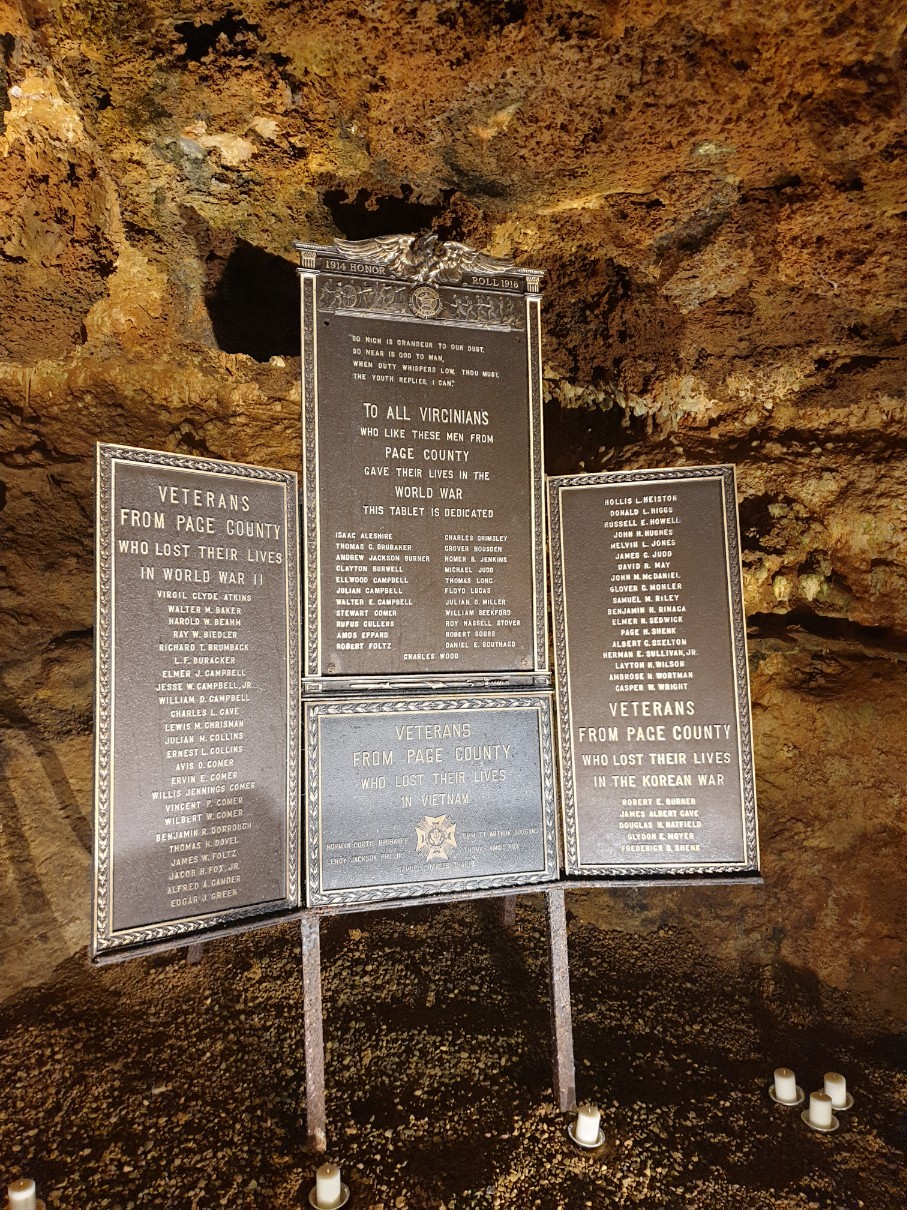 1914 HONOR ROLL 1918
"SO NIGH IS GRANDEUR TO OUR DUST,
SO NEAR IS GOD TO MAN,
WHEN DUTY WHISPERS LOW, THOU MUST,
THE YOUTH REPLIES, I CAN."
TO ALL VIRGINIANS
WHO LIKE THESE MEN FROM
PAGE COUNTY
GAVE THEIR LIVES IN THE
WORLD WAR
THIS TABLET IS DEDICATED
ISAAC ALESHIRE
THOMAS C. BRUBAKER
ANDREW JACKSON BURNER
CLAYTON BURWELL
ELLWOOD CAMPBELL
JULIAN CAMPBELL
WALTER E. CAMPBELL
STEWART COMER
RUFUS CULLERS
AMOS EPPARD
ROBERT FOLTZ
CHARLES GRIMSLEY
GROVER HOUSDEN
HOMER B. JENKINS
MICHAEL JUDD
THOMAS LONG
FLOYD LUCAS
JULIAN D. MILLER
WILLIAM SEEKFORD
ROY HASSELL STOVER
ROBERT SOURS
DANIEL E. SOUTHARD
CHARLES WOOD
VETERANS
FROM PAGE COUNTY
WHO LOST THEIR LIVES
IN WORLD WAR II
VIRGIL CLYDE ATKINS
WALTER M. BAKER
HAROLD W. BEAHM
RAY W. BIEDLER
RICHARD T. BRUMBACK
L.F. BURACKER
ELMER J. CAMPBELL
JESSE W. CAMPBELL, JR.
WILLIAM D. CAMPBELL
CHARLES L. CAVE
LEWIS M. CHRISMAN
JULIAN M. COLLINS
ERNEST L. COLLINS
AVIS O. COMER
ERVIN E. COMER
WILLIS JENNINGS COMER
VINCENT P. COMER
WILBERT W. COMER
BENJAMIN R. DOROUGH
THOMAS H. DOVEL
JAMES W. FOLTZ
JACOB H. FOX, JR.
ALFRED A. GANDER
EDGAR J. GREEN
HOLLIS L. HEISTON
DONALD L. HIGGS
RUSSELL E. HOWELL
JOHN H. HUGHES
MELVIN L. JONES
JAMES C. JUDD
DAVID R. MAY
JOHN M. McDANIEL
GLOVER C. MOHLER
SAMUEL M. RILEY
BENJAMIN H. RINACA
ELMER N. SEDWICK
PAGE H. SHENK
ALBERT C. SKELTON
HERMAN E. SULLIVAN, JR.
LAYTON H. WILSON
AMBROSE N. WORTMAN
CASPER W. WRIGHT
VETERANS
FROM PAGE COUNTY
WHO LOST THEIR LIVES
IN THE KOREAN WAR
ROBERT E. BURNER
JAMES ALBERT CAVE
DOUGLAS H. HATFIELD
GLYDON E. MOYER
FREDERICK B. SHENK
VETERANS
FROM PAGE COUNTY
WHO LOST THEIR LIVES
IN VIETNAM
NORMAN CURTIS BRUBAKER
LEROY JACKSON PHILLIPS
ARTHUR